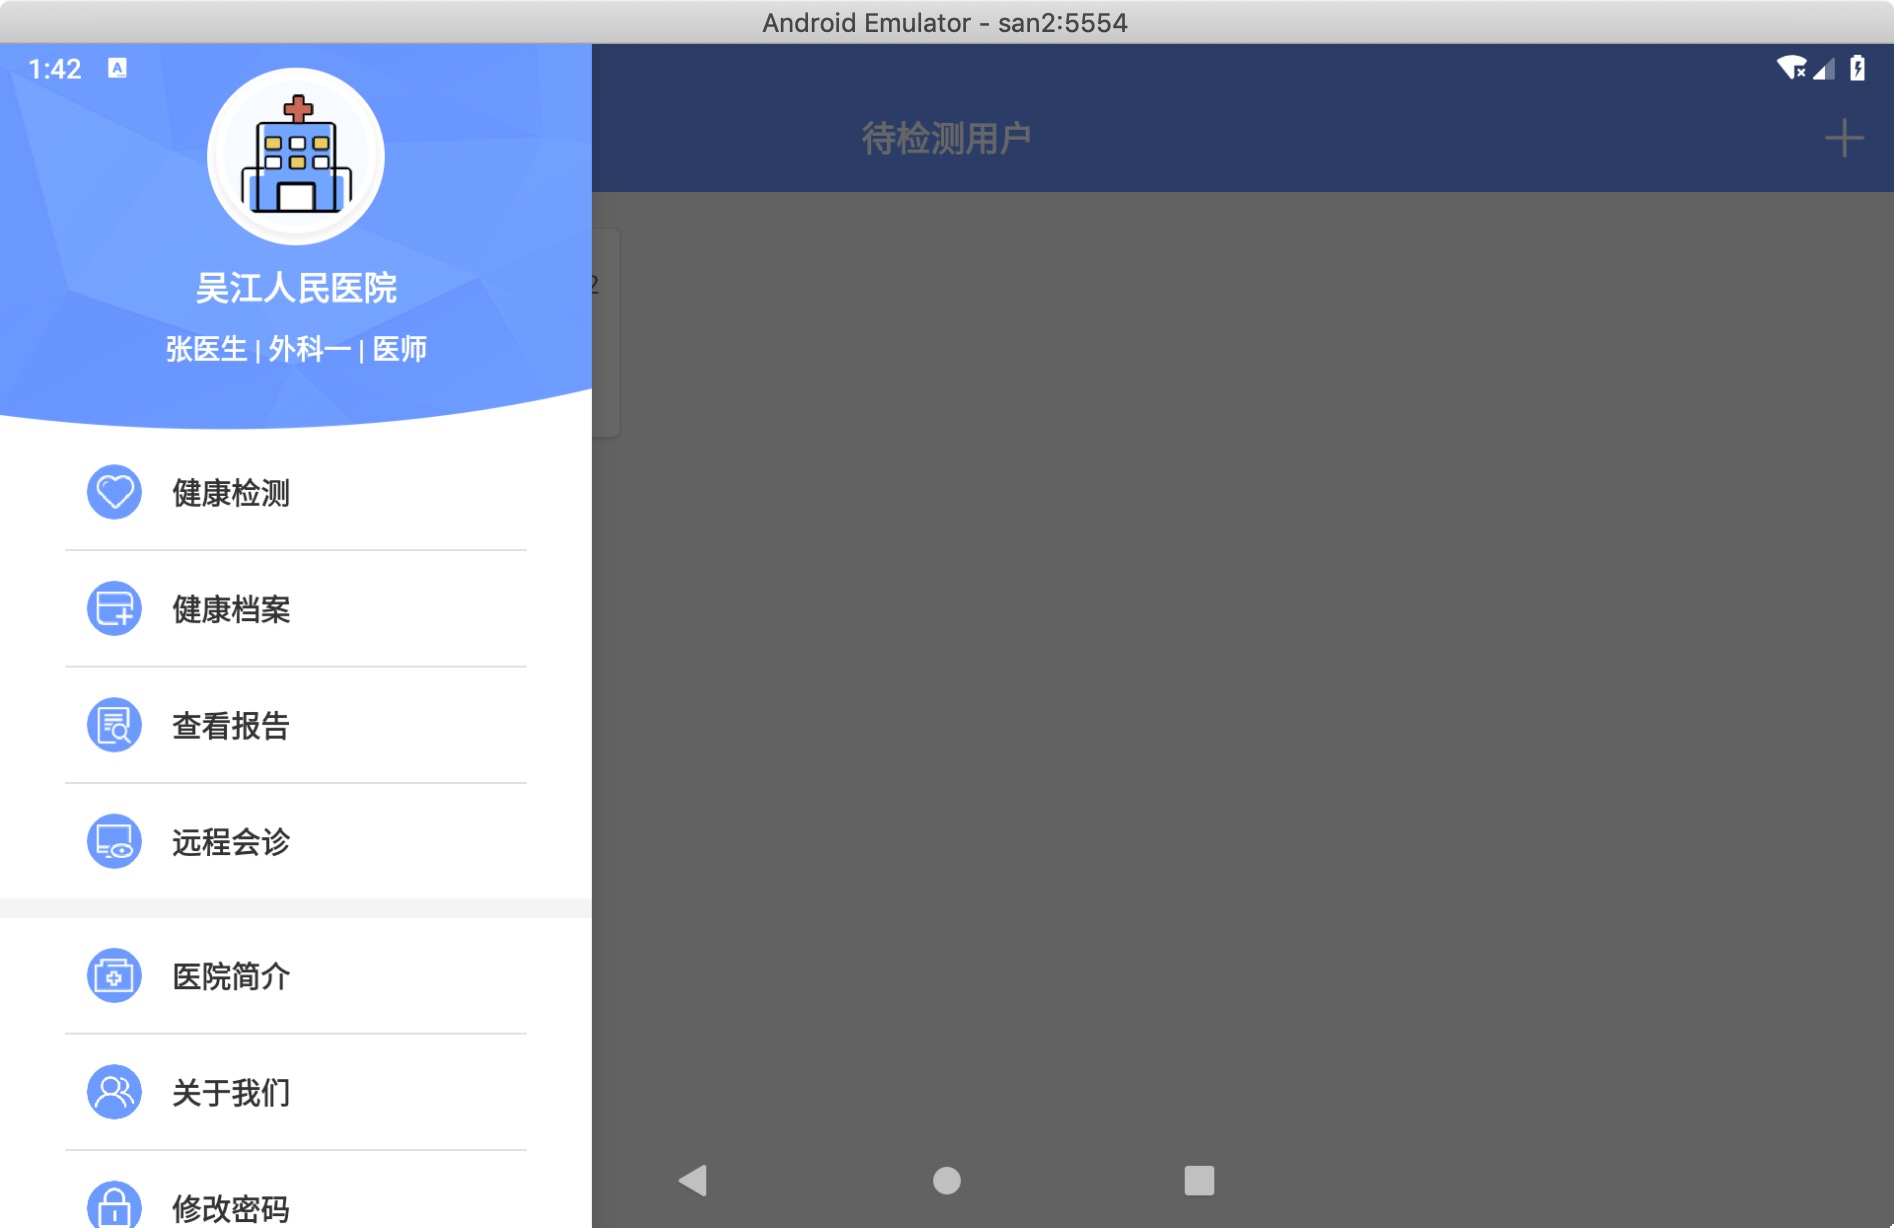 Android Emulator - san2:5554
1:42
待检测用户
吴江人民医院
2
张医生 | 外科一 | 医师
健康检测
健康档案
查看报告
远程会诊
医院简介
关于我们
修改密码